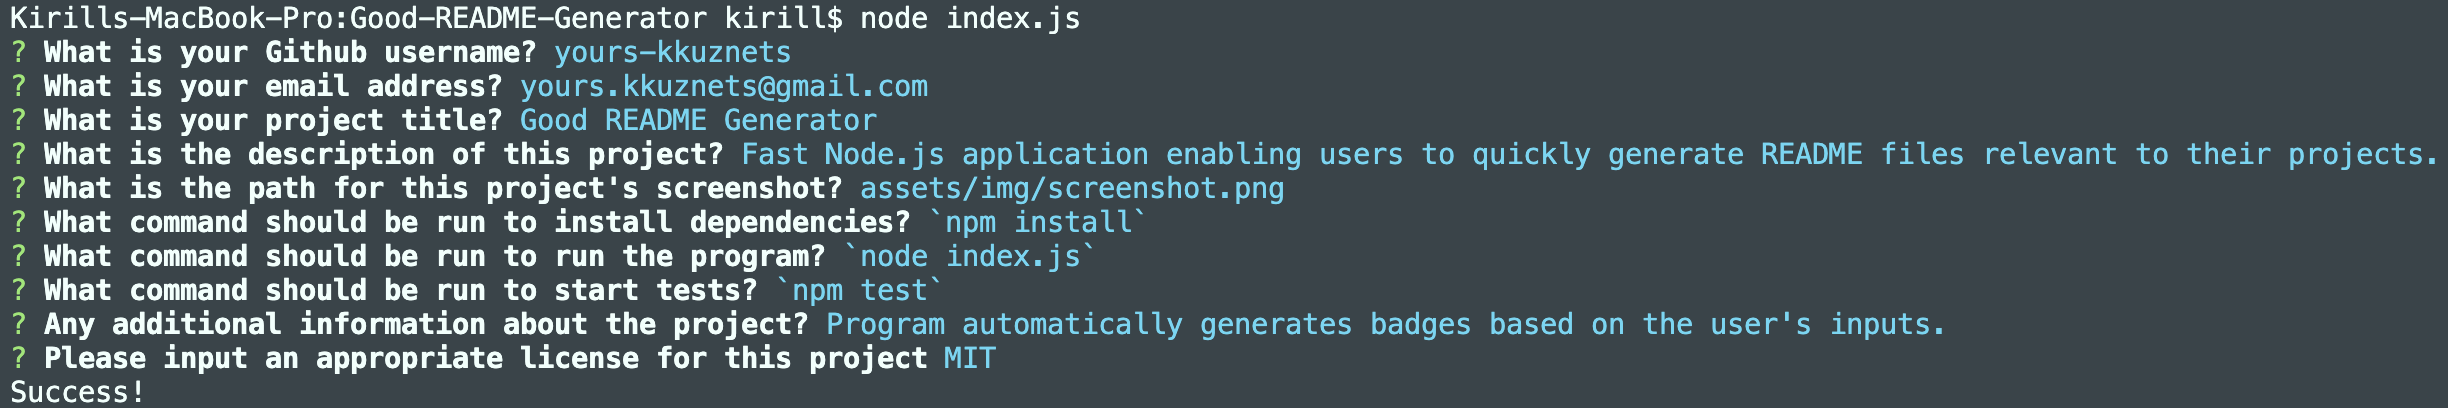 Kirills-MacBook-Pro:Good-README-Generator kirill$ node index.js
? What is your Github username? yours-kkuznets
? What is your email address? yours.kkuznets@gmail.com
? What is your project title? Good README Generator
? What is the description of this project? Fast Node.js application enabling users to quickly generate README files relevant to their projects.
? What is the path for this project's screenshot? assets/img/screenshot.png
? What command should be run to install dependencies? `npm install`
? What command should be run to run the program? `node index.js`
? What command should be run to start tests? `npm test`
? Any additional information about the project? Program automatically generates badges based on the user's inputs.
? Please input an appropriate license for this project MIT
Success!